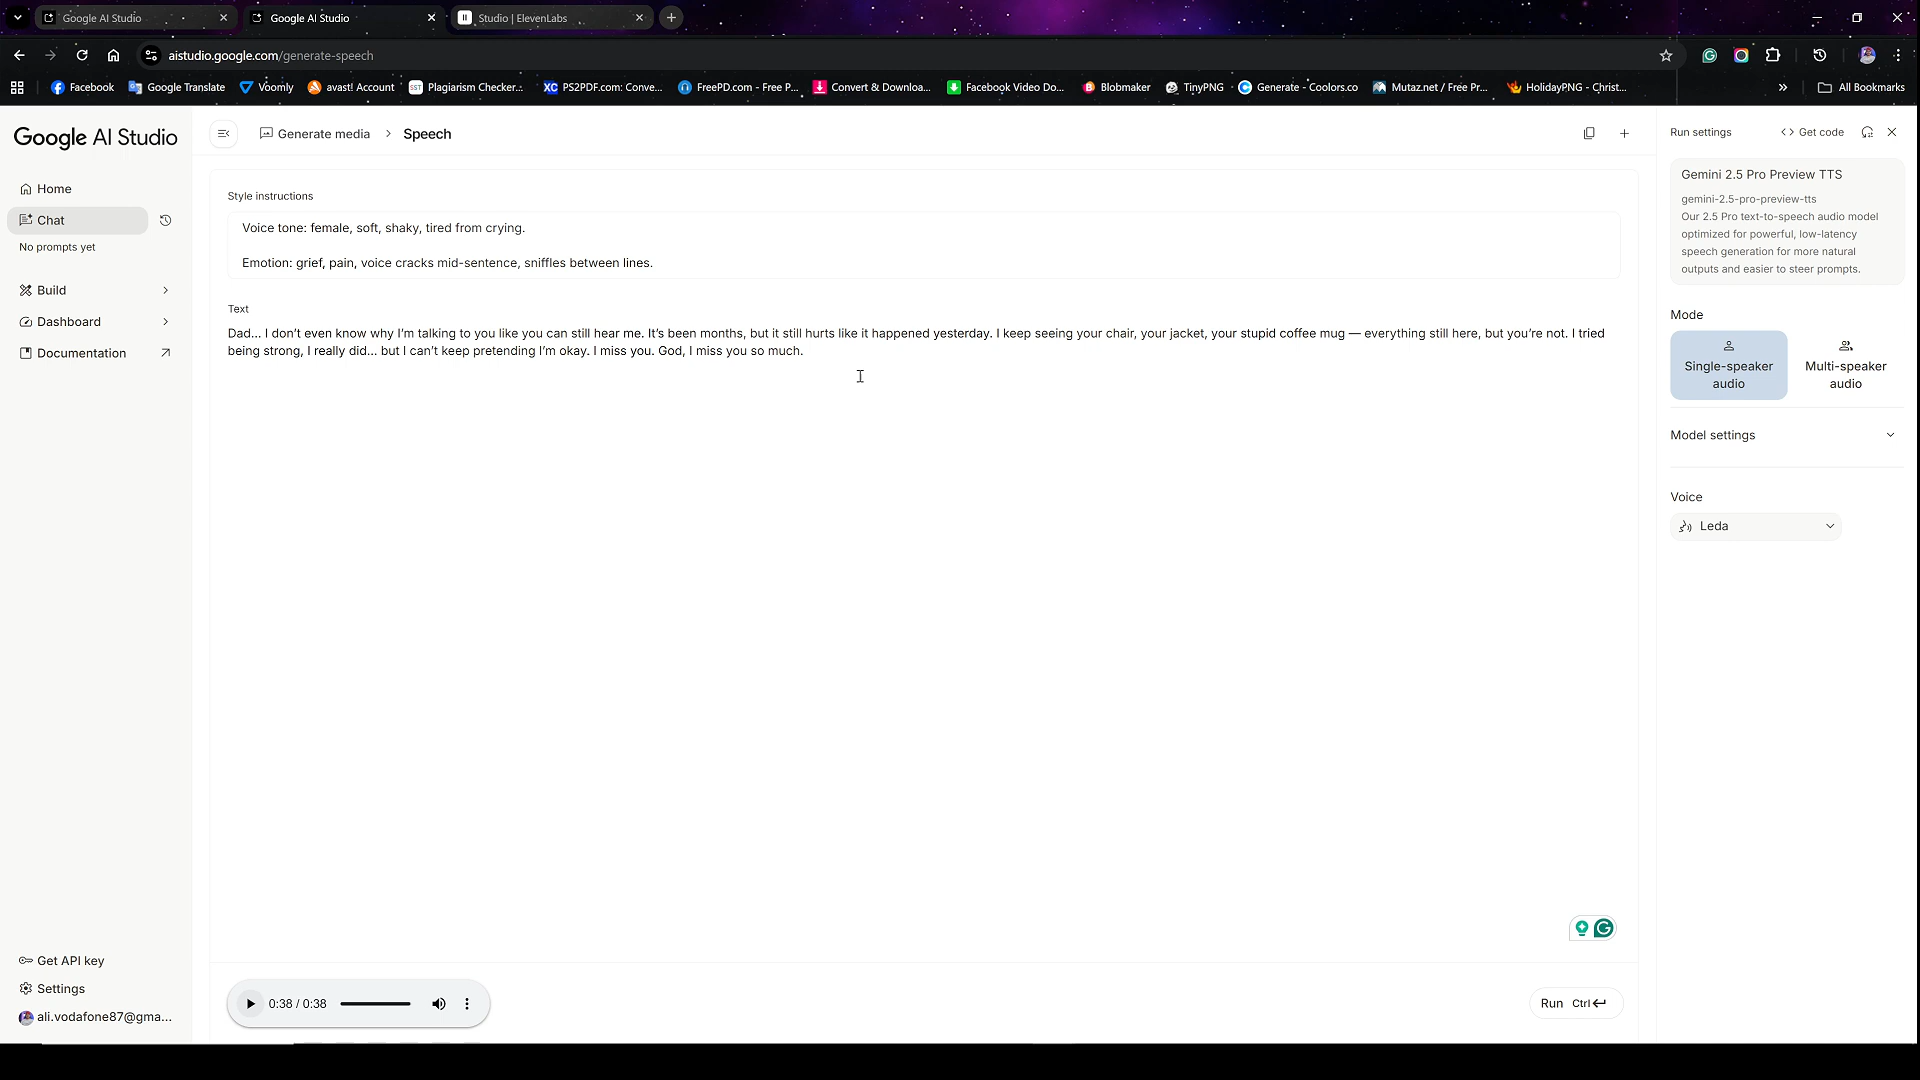 Google AI Studio
Google AI Studio
Studio | ElevenLabs
aistudio.google.com/generate-speech
Facebook
Google Translate
Voomly
avast! Account
Plagiarism Checker...
PS2PDF.com: Conve...
FreePD.com - Free P...
Convert & Downloa...
Facebook Video Do...
Blobmaker
TinyPNG
Generate - Coolors.co
Mutaz.net / Free Pr...
HolidayPNG - Christ...
All Bookmarks
Google AI Studio
Home
Chat
No prompts yet
Build
Dashboard
Documentation
Get API key
Settings
ali.vodafone87@gma...
Generate media > Speech
Style instructions
Voice tone: female, soft, shaky, tired from crying.
Emotion: grief, pain, voice cracks mid-sentence, sniffles between lines.
Text
Dad... I don’t even know why I’m talking to you like you can still hear me. It’s been months, but it still hurts like it happened yesterday. I keep seeing your chair, your jacket, your stupid coffee mug — everything still here, but you’re not. I tried
being strong, I really did... but I can’t keep pretending I’m okay. I miss you. God, I miss you so much.
0:38 / 0:38
Run Ctrl
Run settings
Get code
Gemini 2.5 Pro Preview TTS
gemini-2.5-pro-preview-tts
Our 2.5 Pro text-to-speech audio model
optimized for powerful, low-latency
speech generation for more natural
outputs and easier to steer prompts.
Mode
Single-speaker
audio
Multi-speaker
audio
Model settings
Voice
Leda